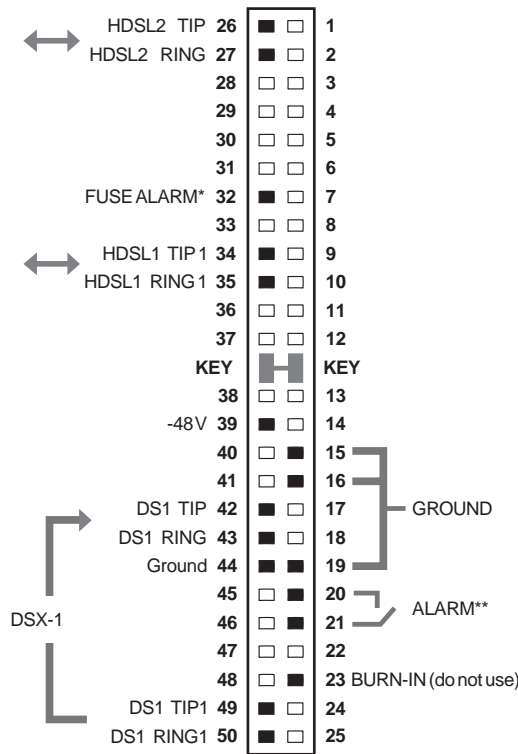 HDSL2 TIP 26 1
HDSL2 RING 27 2
28 3
29 4
30 5
31 6
FUSE ALARM* 32 7
33 8
HDSL1 TIP1 34 9
HDSL1 RING1 35 10
36 11
37 12
KEY KEY
38 13
-48V 39 14
40 15
41 16
DS1 TIP 42 17 GROUND
DS1 RING 43 18
Ground 44 19
45 20
DSX-1 46 21 ALARM**
47 22
48 23 BURN-IN (do not use)
DS1 TIP1 49 24
DS1 RING1 50 25